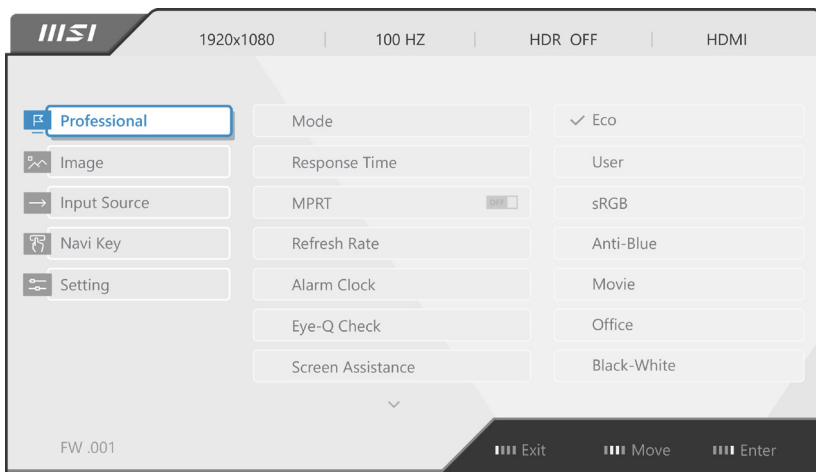 msi 1920x1080 100 HZ HDR OFF HDMI
Professional Mode Eco
Image Response Time User
Input Source MPRT OFF sRGB
Navi Key Refresh Rate Anti-Blue
Setting Alarm Clock Movie
Eye-Q Check Office
Screen Assistance Black-White
FW .001 Exit Move Enter